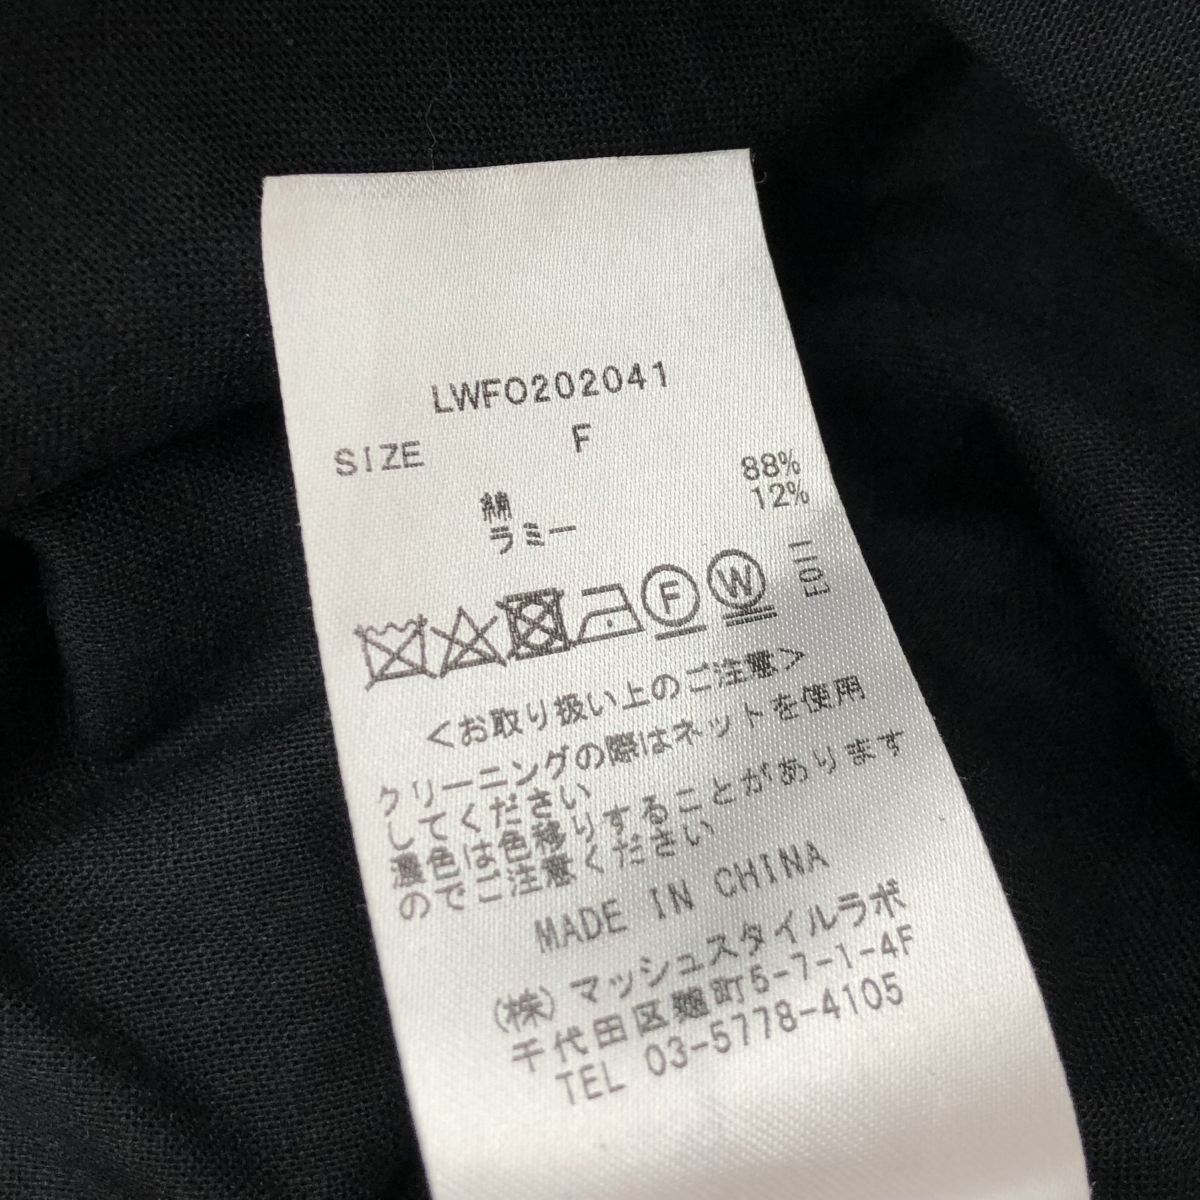 LWFO202041
SIZE F
綿 88%
ラミー 12%
F W E011
<お取り扱い上のご注意>
クリーニングの際はネットを使用
してください
濃色は色移りすることがあります
のでご注意ください
MADE IN CHINA
(株)マッシュスタイルラボ
千代田区麹町5-7-1-4F
TEL 03-5778-4105